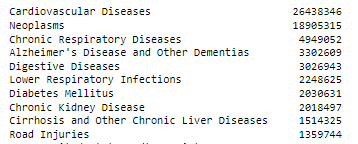 Cardiovascular Diseases 26438346
Neoplasms 18905315
Chronic Respiratory Diseases 4949052
Alzheimer's Disease and Other Dementias 3302609
Digestive Diseases 3026943
Lower Respiratory Infections 2248625
Diabetes Mellitus 2030631
Chronic Kidney Disease 2018497
Cirrhosis and Other Chronic Liver Diseases 1514325
Road Injuries 1359744